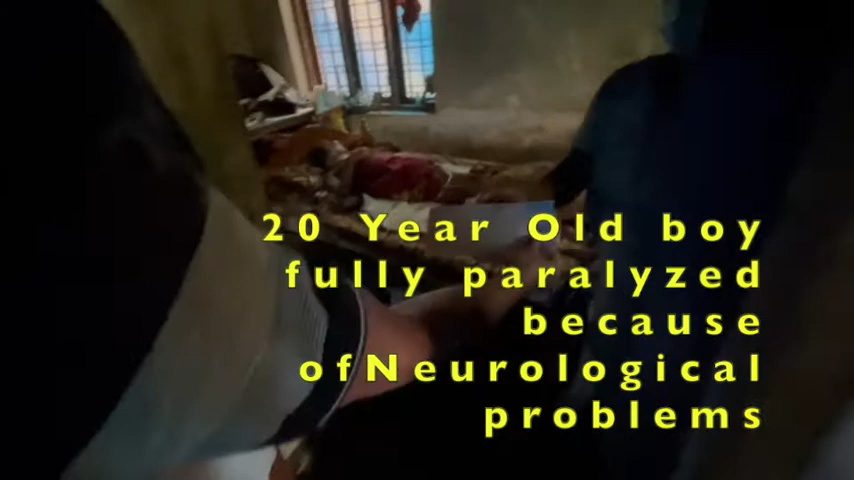 20 Year Old boy
fully paralyzed
because
ofNeurological
problems